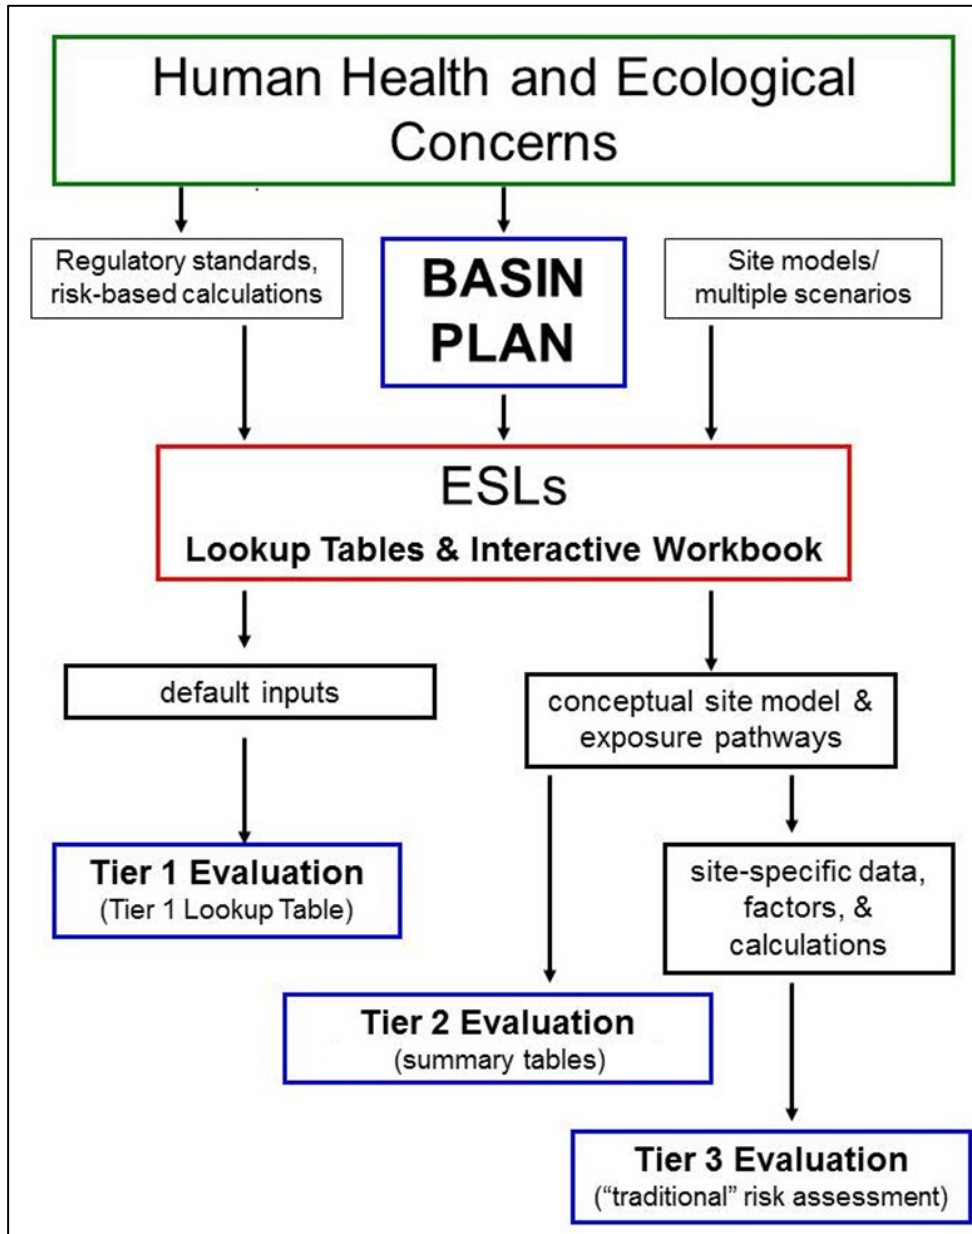 Human Health and Ecological
Concerns
Regulatory standards,
risk-based calculations
BASIN
PLAN
Site models/
multiple scenarios
ESLs
Lookup Tables & Interactive Workbook
default inputs
conceptual site model &
exposure pathways
Tier 1 Evaluation
(Tier 1 Lookup Table)
site-specific data,
factors, &
calculations
Tier 2 Evaluation
(summary tables)
Tier 3 Evaluation
(“traditional” risk assessment)